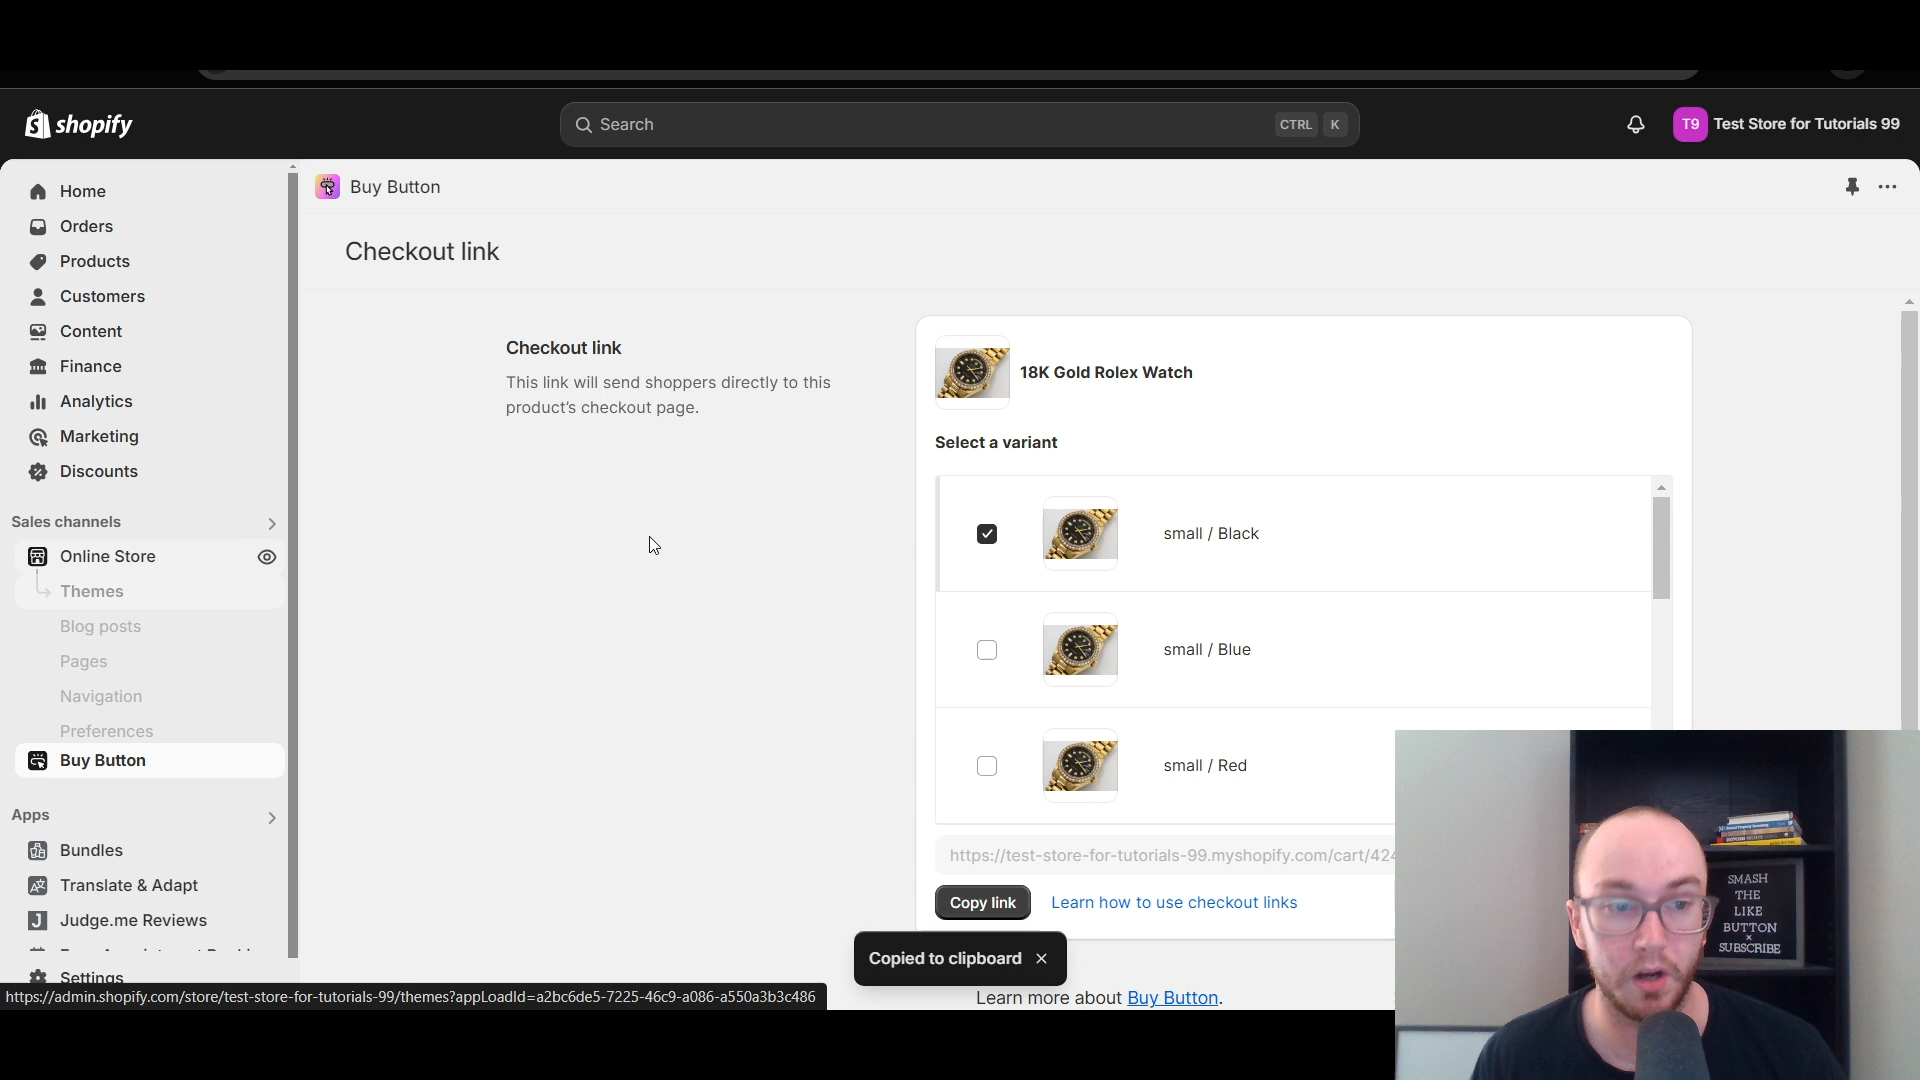 shopify
Search
CTRL K
T9
Test Store for Tutorials 99
Home
Orders
Products
Customers
Content
Finance
Analytics
Marketing
Discounts
Sales channels
Online Store
Themes
Blog posts
Pages
Navigation
Preferences
Buy Button
Apps
Bundles
Translate & Adapt
Judge.me Reviews
Settings
https://admin.shopify.com/store/test-store-for-tutorials-99/themes?appLoadId=a2bc6de5-7225-46c9-a086-a550a3b3c486
Buy Button
Checkout link
Checkout link
This link will send shoppers directly to this
product's checkout page.
18K Gold Rolex Watch
Select a variant
small / Black
small / Blue
small / Red
https://test-store-for-tutorials-99.myshopify.com/cart/424
Copy link
Learn how to use checkout links
Copied to clipboard
Learn more about Buy Button.
SMASH
THE
LIKE
BUTTON
×
SUBSCRIBE